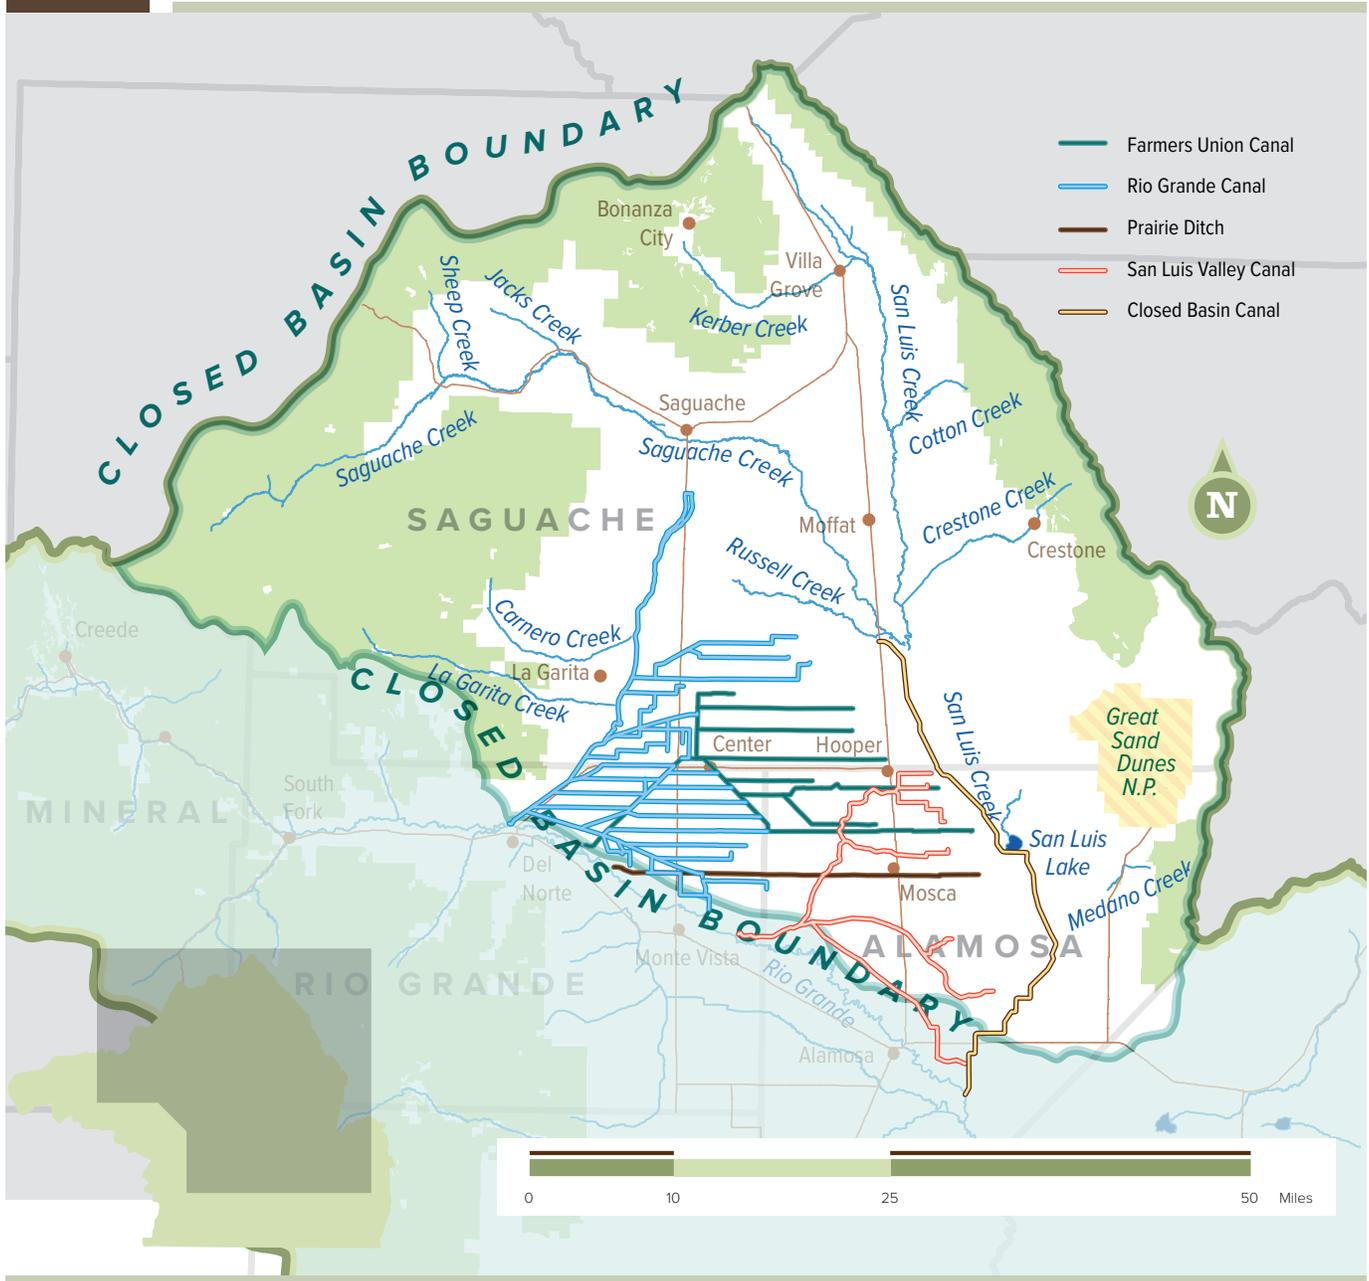 CLOSED BASIN BOUNDARY
Farmers Union Canal
Rio Grande Canal
Prairie Ditch
San Luis Valley Canal
Closed Basin Canal
Bonanza
City
Villa
Grove
Sheep Creek
Jacks Creek
Kerber Creek
San Luis Creek
Saguache
Cotton Creek
Saguache Creek
Saguache Creek
SAGUACHE
Moffat
Crestone Creek
Crestone
N
Russell Creek
Carnero Creek
Creede
La Garita
La Garita Creek
CLOSED BASIN BOUNDARY
San Luis Creek
Great
Sand
Dunes
N.P.
Center
Hooper
MINERAL
South
Fork
San Luis
Lake
Del
Norte
Mosca
Medano Creek
ALAMOSA
Monte Vista
RIO GRANDE
Rio Grande
Alamosa
0 10 25 50 Miles